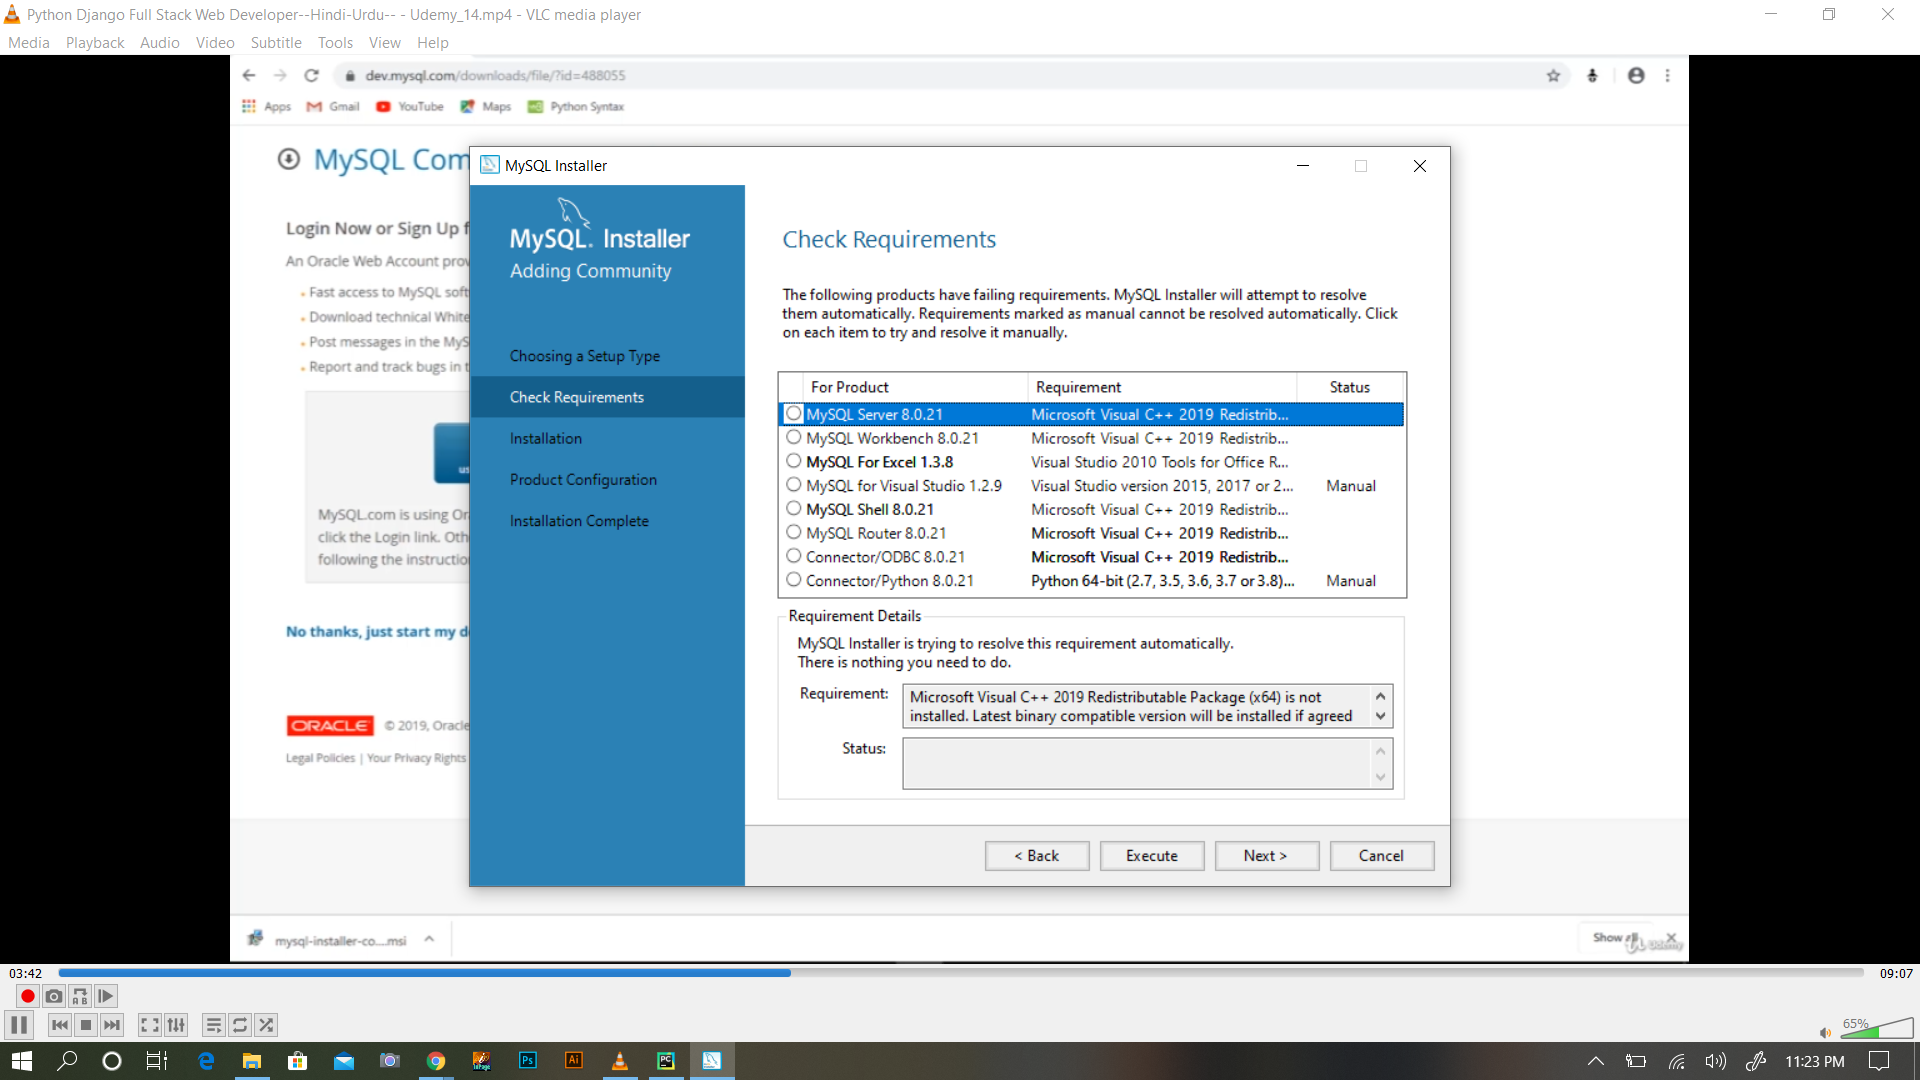 Python Django Full Stack Web Developer--Hindi-Urdu-- - Udemy_14.mp4 - VLC media player
Media Playback Audio Video Subtitle Tools View Help
dev.mysql.com/downloads/file/?id=488055
Apps Gmail YouTube Maps Python Syntax
MySQL Com
Login Now or Sign Up f
An Oracle Web Account prov
Fast access to MySQL soft
Download technical White
Post messages in the MyS
Report and track bugs in t
us
MySQL.com is using Or
click the Login link. Oth
following the instructio
No thanks, just start my d
ORACLE © 2019, Oracle
Legal Policies | Your Privacy Rights
MySQL Installer
MySQL. Installer
Adding Community
Choosing a Setup Type
Check Requirements
Installation
Product Configuration
Installation Complete
Check Requirements
The following products have failing requirements. MySQL Installer will attempt to resolve
them automatically. Requirements marked as manual cannot be resolved automatically. Click
on each item to try and resolve it manually.
For Product Requirement Status
MySQL Server 8.0.21 Microsoft Visual C++ 2019 Redistrib...
MySQL Workbench 8.0.21 Microsoft Visual C++ 2019 Redistrib...
MySQL For Excel 1.3.8 Visual Studio 2010 Tools for Office R...
MySQL for Visual Studio 1.2.9 Visual Studio version 2015, 2017 or 2... Manual
MySQL Shell 8.0.21 Microsoft Visual C++ 2019 Redistrib...
MySQL Router 8.0.21 Microsoft Visual C++ 2019 Redistrib...
Connector/ODBC 8.0.21 Microsoft Visual C++ 2019 Redistrib...
Connector/Python 8.0.21 Python 64-bit (2.7, 3.5, 3.6, 3.7 or 3.8)... Manual
Requirement Details
MySQL Installer is trying to resolve this requirement automatically.
There is nothing you need to do.
Requirement: Microsoft Visual C++ 2019 Redistributable Package (x64) is not
installed. Latest binary compatible version will be installed if agreed
Status:
< Back Execute Next > Cancel
mysql-installer-co....msi
Show all
Udemy
03:42 09:07
65%
11:23 PM